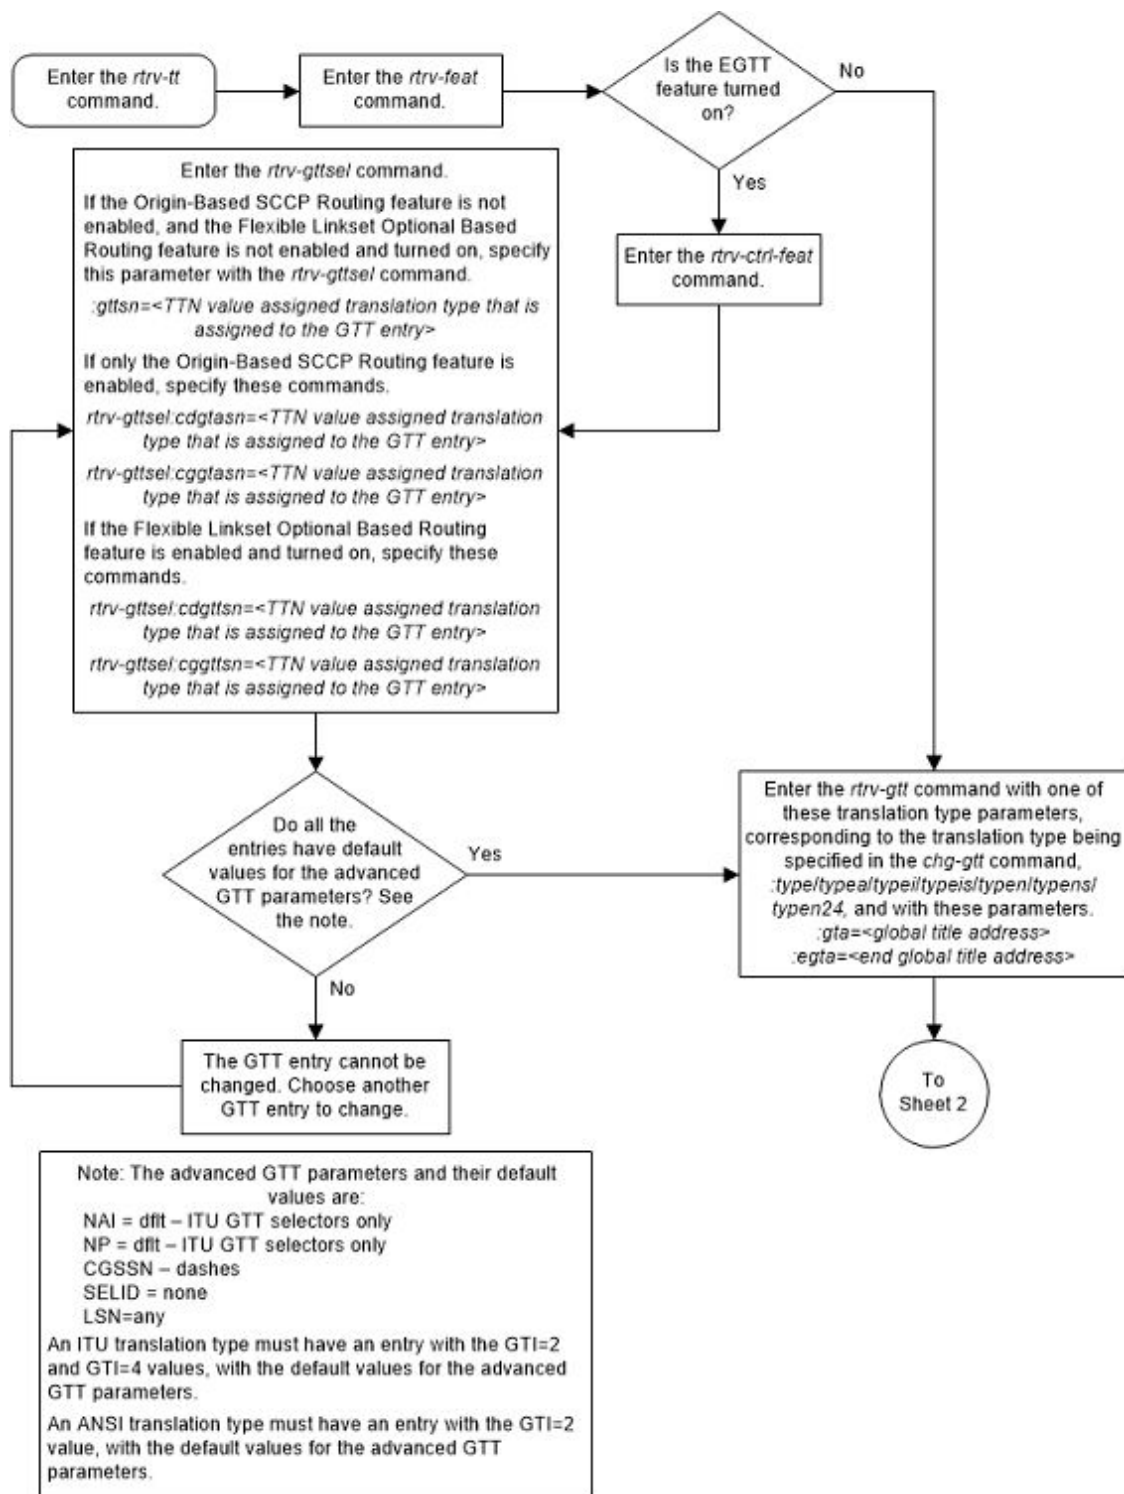 Enter the rtrv-tt
command.
Enter the rtrv-feat
command.
Is the EGTT
feature turned
on?
No
Yes
Enter the rtrv-ctrl-feat
command.
Enter the rtrv-gttsel command.
If the Origin-Based SCCP Routing feature is not
enabled, and the Flexible Linkset Optional Based
Routing feature is not enabled and turned on, specify
this parameter with the rtrv-gttsel command.
:gttsn=<TTN value assigned translation type that is
assigned to the GTT entry>
If only the Origin-Based SCCP Routing feature is
enabled, specify these commands.
rtrv-gttsel:cdgtasn=<TTN value assigned translation
type that is assigned to the GTT entry>
rtrv-gttsel:cggtasn=<TTN value assigned translation
type that is assigned to the GTT entry>
If the Flexible Linkset Optional Based Routing
feature is enabled and turned on, specify these
commands.
rtrv-gttsel:cdgttsn=<TTN value assigned translation
type that is assigned to the GTT entry>
rtrv-gttsel:cggttsn=<TTN value assigned translation
type that is assigned to the GTT entry>
Do all the
entries have default
values for the advanced
GTT parameters? See
the note.
Yes
No
Enter the rtrv-gtt command with one of
these translation type parameters,
corresponding to the translation type being
specified in the chg-gtt command,
:type/typea/typei/typeis/typen/typens/
typen24, and with these parameters.
:gta=<global title address>
:egta=<end global title address>
The GTT entry cannot be
changed. Choose another
GTT entry to change.
To
Sheet 2
Note: The advanced GTT parameters and their default
values are:
NAI = dflt – ITU GTT selectors only
NP = dflt – ITU GTT selectors only
CGSSN – dashes
SELID = none
LSN=any
An ITU translation type must have an entry with the GTI=2
and GTI=4 values, with the default values for the advanced
GTT parameters.
An ANSI translation type must have an entry with the GTI=2
value, with the default values for the advanced GTT
parameters.